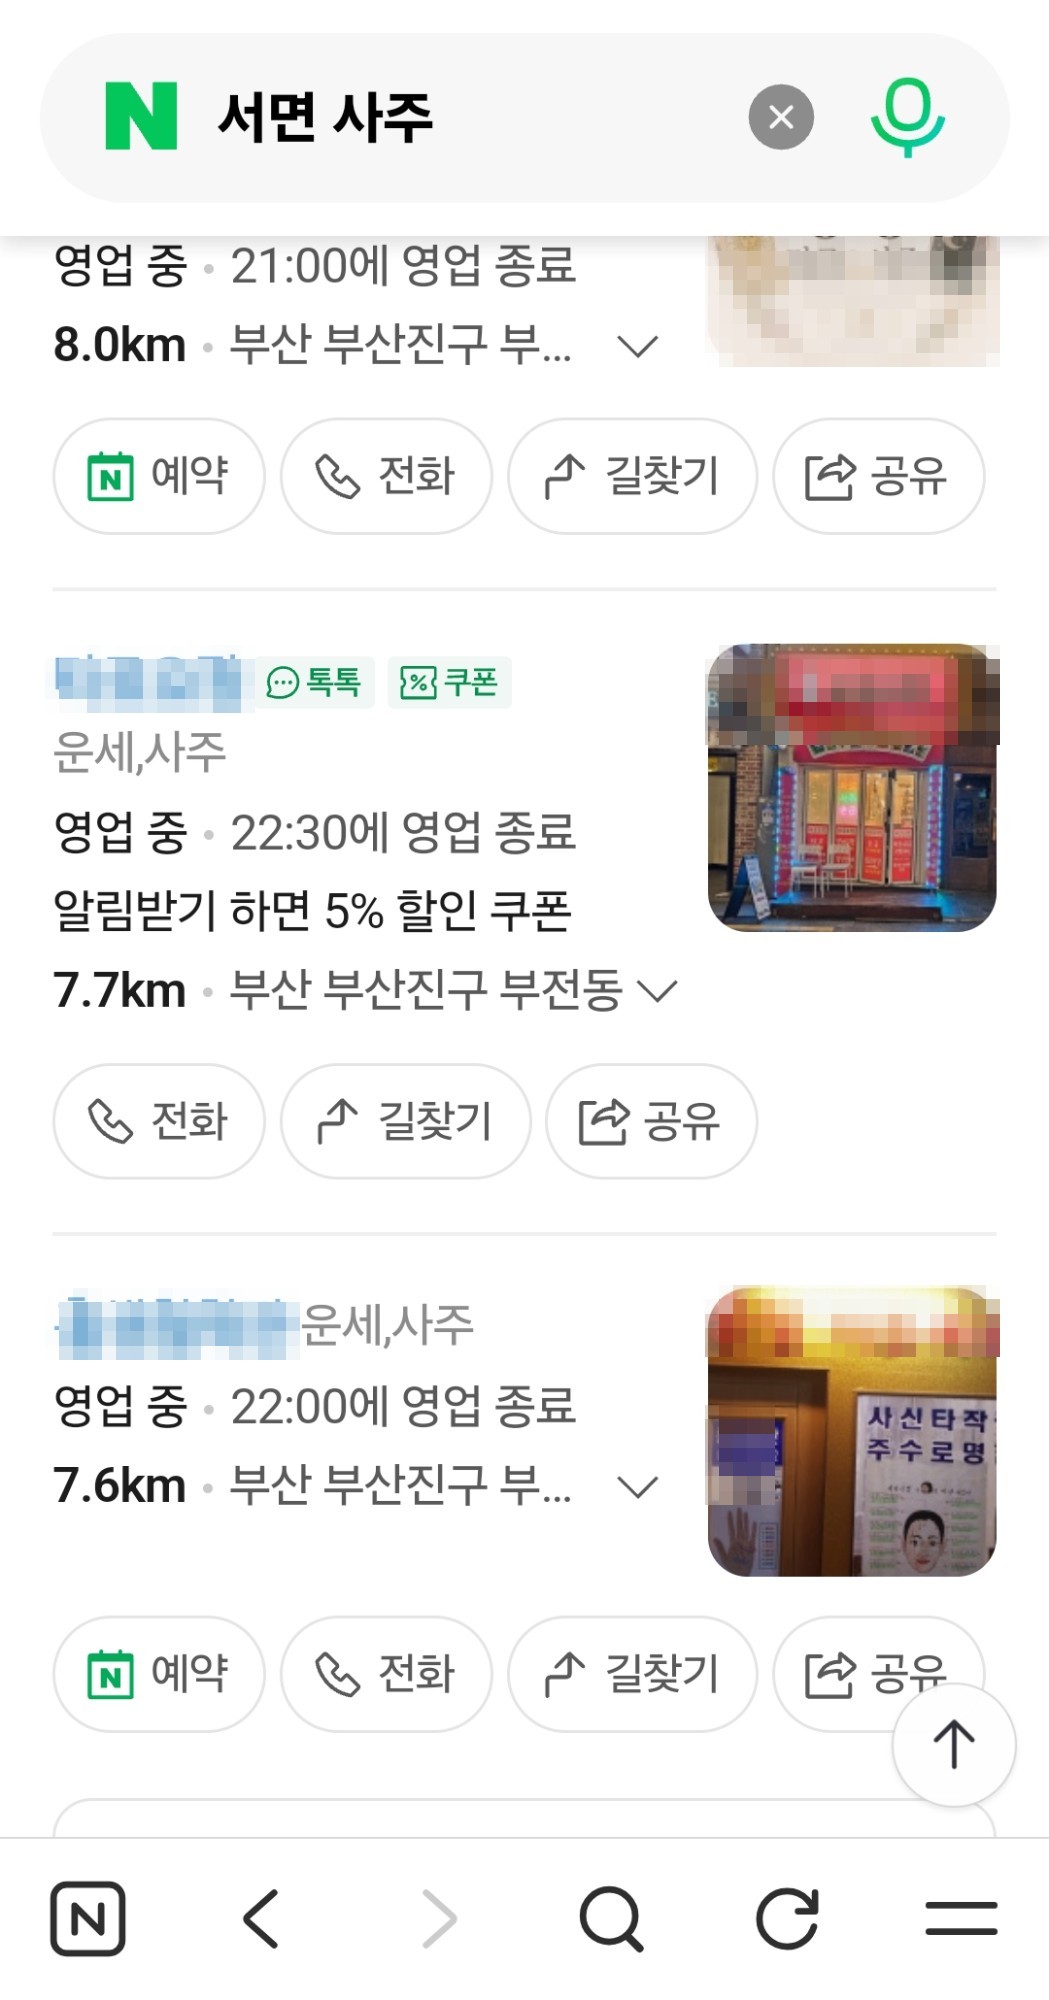 서면 사주
영업 중 · 21:00에 영업 종료
8.0km · 부산 부산진구 부...
예약 전화 길찾기 공유
톡톡 쿠폰
운세,사주
영업 중 · 22:30에 영업 종료
알림받기 하면 5% 할인 쿠폰
7.7km · 부산 부산진구 부전동
전화 길찾기 공유
운세,사주
영업 중 · 22:00에 영업 종료
7.6km · 부산 부산진구 부...
사신타작
주수로명
예약 전화 길찾기 공유